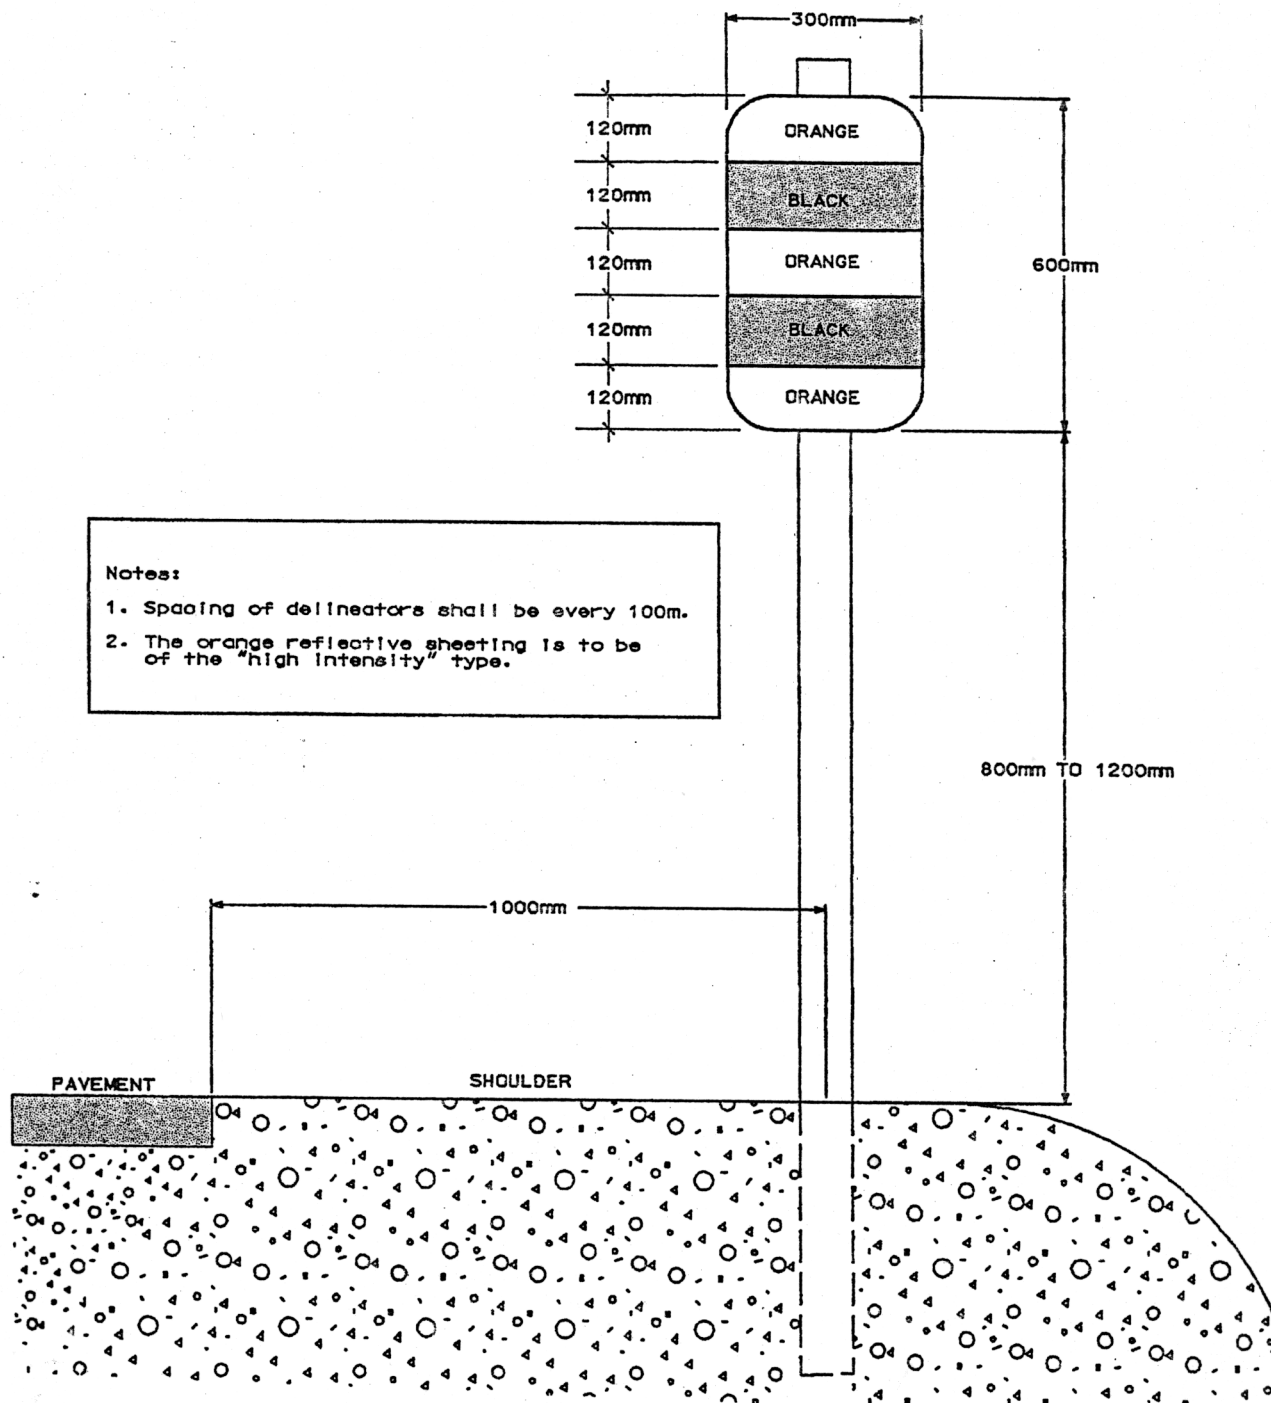 300mm
120mm
ORANGE
120mm
BLACK
120mm
ORANGE
600mm
120mm
BLACK
120mm
ORANGE
Notes:
1. Spacing of delineators shall be every 100m.
2. The orange reflective sheeting is to be
of the "high intensity" type.
800mm TO 1200mm
1000mm
PAVEMENT
SHOULDER